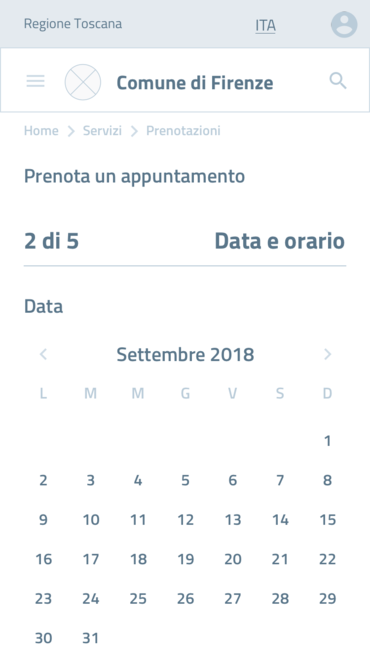 Regione Toscana ITA
Comune di Firenze
Home Servizi Prenotazioni
Prenota un appuntamento
2 di 5 Data e orario
Data
Settembre 2018
L M M G V S D
1
2 3 4 5 6 7 8
9 10 11 12 13 14 15
16 17 18 19 20 21 22
23 24 25 26 27 28 29
30 31